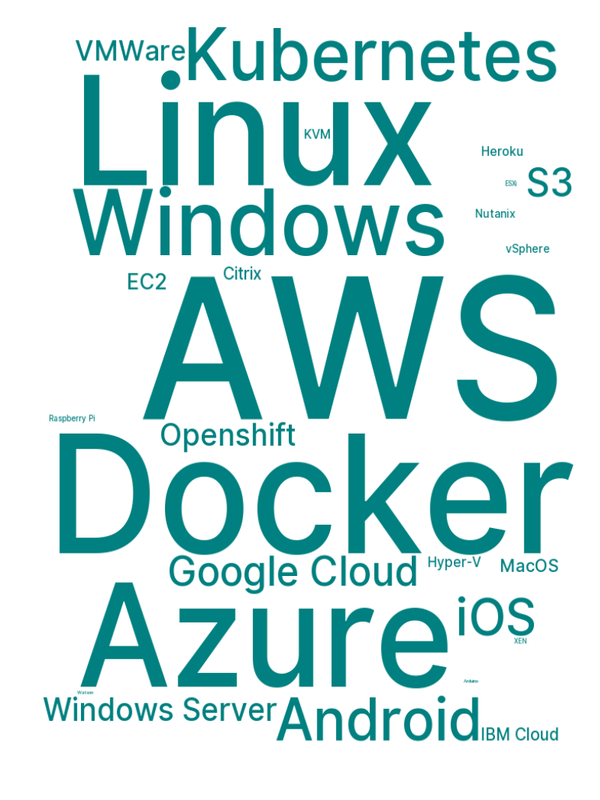 VMWare Kubernetes
Linux
KVM
Heroku
ESXi
S3
Windows
Nutanix
vSphere
EC2
Citrix
AWS
Raspberry Pi
Openshift
Docker
Google Cloud
Hyper-V
MacOS
Azure
iOS
XEN
Arduino
Windows Server
Android
IBM Cloud